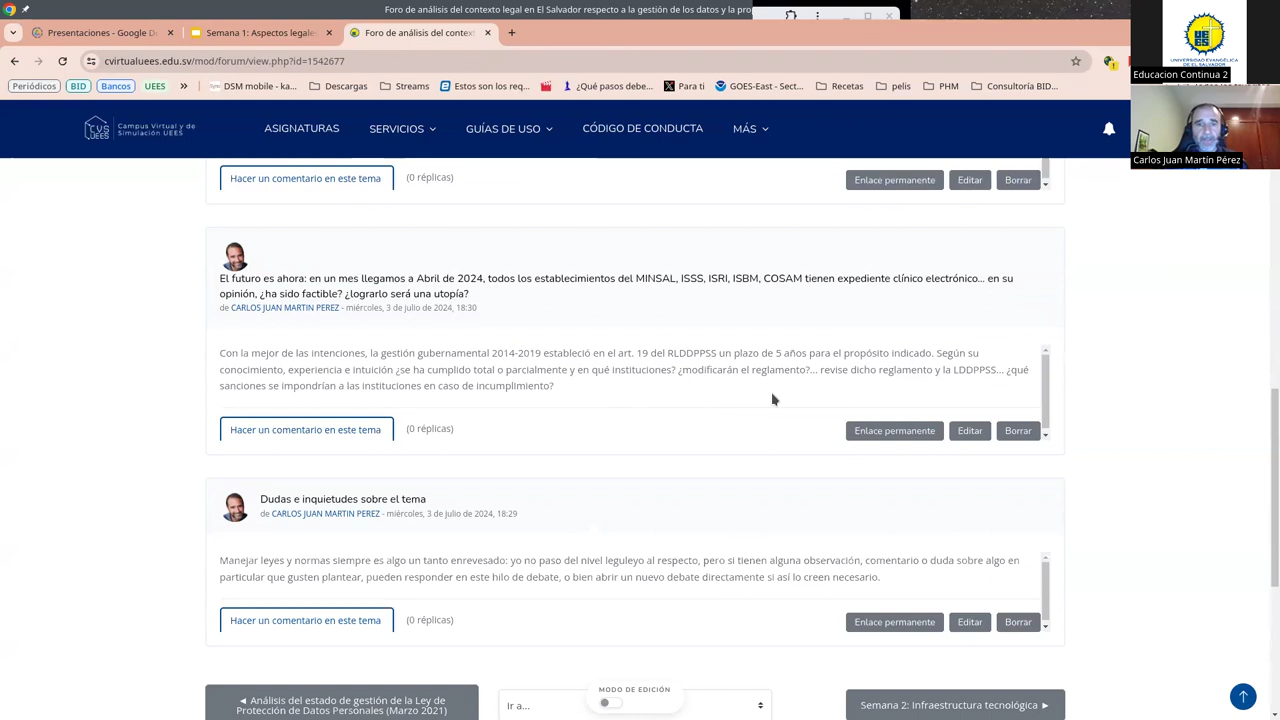 Foro de análisis del contexto legal en El Salvador respecto a la gestión de los datos y la pro
Presentaciones - Google D
Semana 1: Aspectos legale
Foro de análisis del contex
cvirtualuees.edu.sv/mod/forum/view.php?id=1542677
Periódicos
BID
Bancos
UEES
DSM mobile - ka...
Descargas
Streams
Estos son los req...
¿Qué pasos debe...
Para ti
GOES-East - Sect...
Recetas
pelis
PHM
Consultoría BID...
UEES
UNIVERSIDAD EVANGÉLICA
DE EL SALVADOR
Educacion Continua 2
Carlos Juan Martín Pérez
CVS
UEES
Campus Virtual y de
Simulación UEES
ASIGNATURAS
SERVICIOS
GUÍAS DE USO
CÓDIGO DE CONDUCTA
MÁS
Hacer un comentario en este tema
(0 réplicas)
Enlace permanente
Editar
Borrar
El futuro es ahora: en un mes llegamos a Abril de 2024, todos los establecimientos del MINSAL, ISSS, ISRI, ISBM, COSAM tienen expediente clínico electrónico... en su
opinión, ¿ha sido factible? ¿lograrlo será una utopía?
de CARLOS JUAN MARTIN PEREZ - miércoles, 3 de julio de 2024, 18:30
Con la mejor de las intenciones, la gestión gubernamental 2014-2019 estableció en el art. 19 del RLDDPPSS un plazo de 5 años para el propósito indicado. Según su
conocimiento, experiencia e intuición ¿se ha cumplido total o parcialmente y en qué instituciones? ¿modificarán el reglamento?... revise dicho reglamento y la LDDPPSS... ¿qué
sanciones se impondrían a las instituciones en caso de incumplimiento?
Hacer un comentario en este tema
(0 réplicas)
Enlace permanente
Editar
Borrar
Dudas e inquietudes sobre el tema
de CARLOS JUAN MARTIN PEREZ - miércoles, 3 de julio de 2024, 18:29
Manejar leyes y normas siempre es algo un tanto enrevesado: yo no paso del nivel leguleyo al respecto, pero si tienen alguna observación, comentario o duda sobre algo en
particular que gusten plantear, pueden responder en este hilo de debate, o bien abrir un nuevo debate directamente si así lo creen necesario.
Hacer un comentario en este tema
(0 réplicas)
Enlace permanente
Editar
Borrar
◄ Análisis del estado de gestión de la Ley de
Protección de Datos Personales (Marzo 2021)
Ir a...
MODO DE EDICIÓN
Semana 2: Infraestructura tecnológica ►